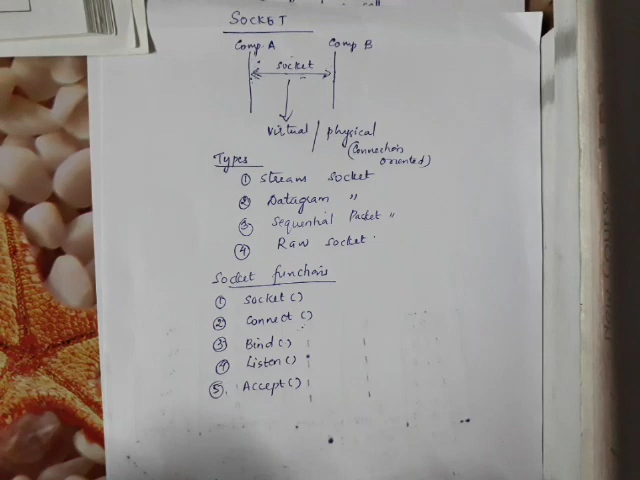 SOCKET
Comp A Comp B
socket
virtual / physical
(connection
oriented)
Types
① Stream socket
② Datagram "
③ Sequential Packet "
④ Raw socket
Socket functions
① Socket()
② Connect()
③ Bind()
④ Listen()
⑤ Accept()